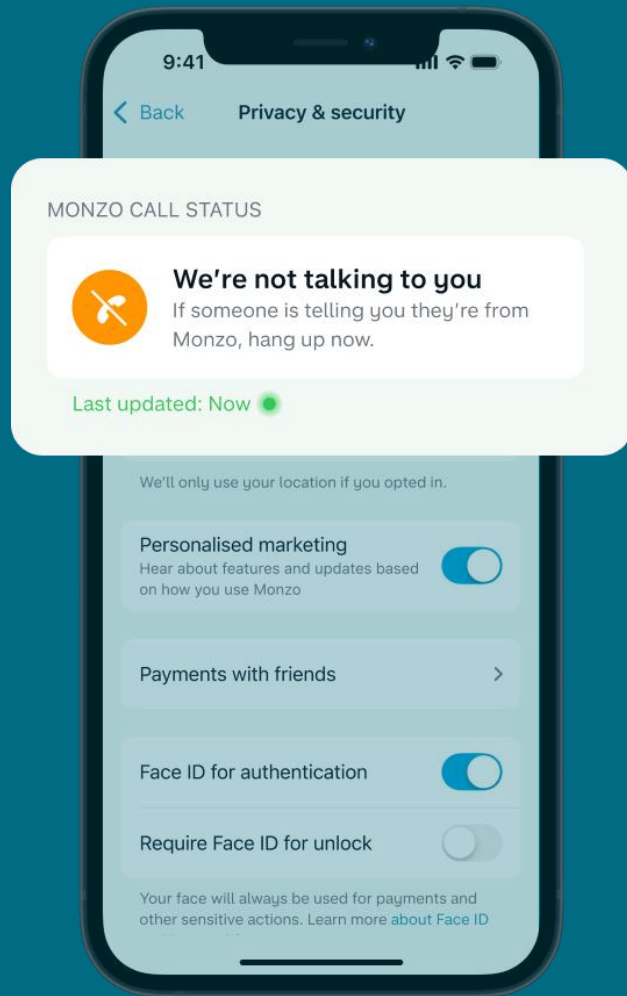 9:41
Back Privacy & security
MONZO CALL STATUS
We're not talking to you
If someone is telling you they're from
Monzo, hang up now.
Last updated: Now
We'll only use your location if you opted in.
Personalised marketing
Hear about features and updates based
on how you use Monzo
Payments with friends
Face ID for authentication
Require Face ID for unlock
Your face will always be used for payments and
other sensitive actions. Learn more about Face ID